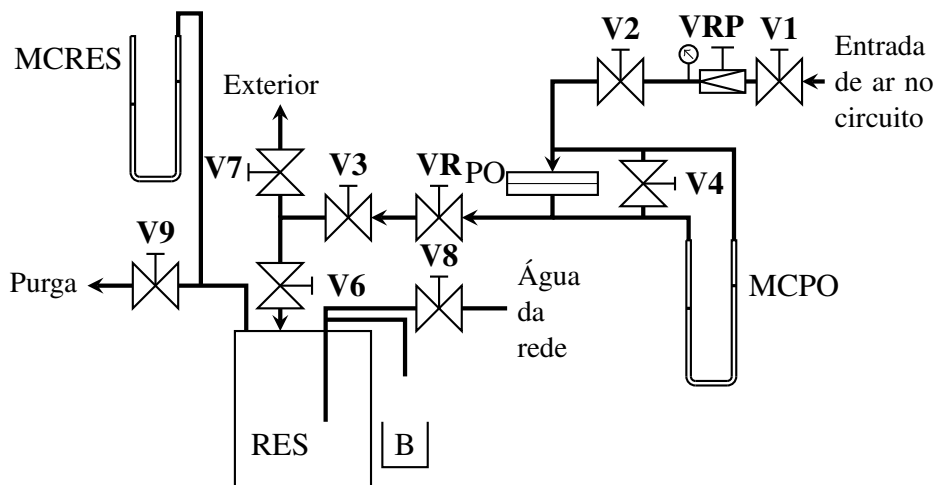 MCRES
V2
VRP
V1
Entrada
de ar no
circuito
Exterior
V7
V3
VR
PO
V4
V9
Purga
V6
V8
Água
da
rede
MCPO
RES
B